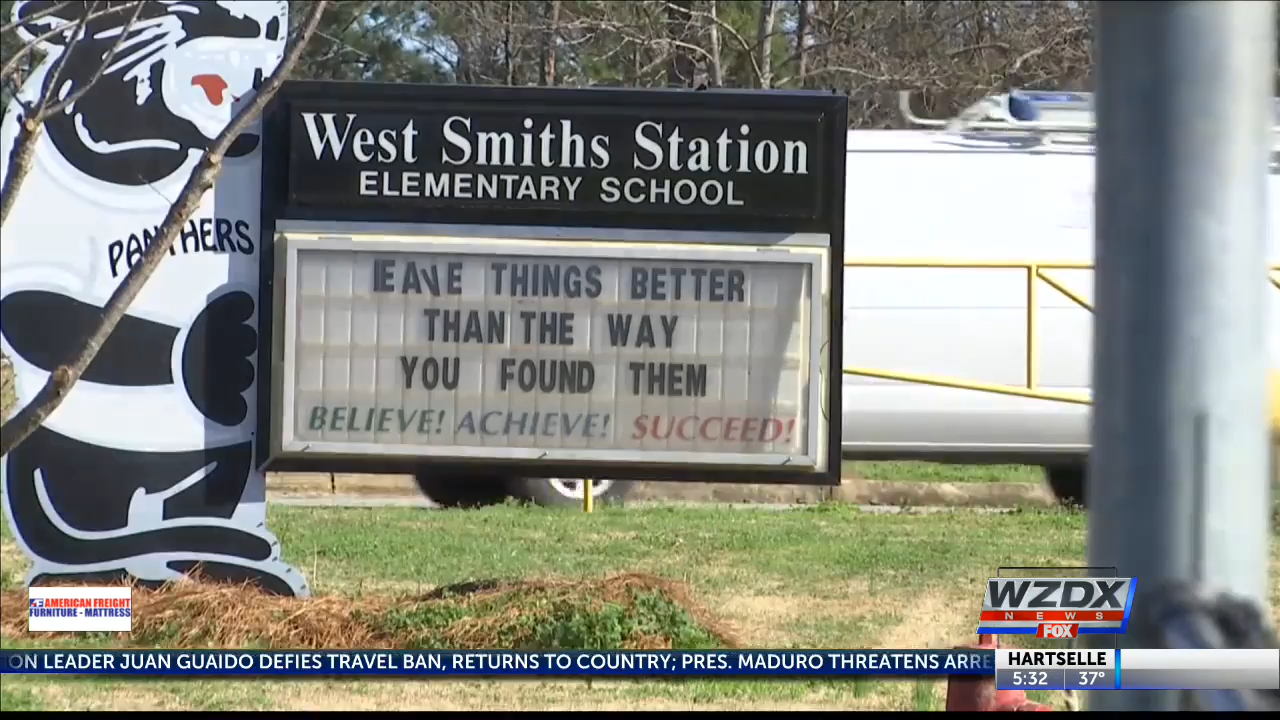 West Smiths Station
ELEMENTARY SCHOOL
PANTHERS
EAVE THINGS BETTER
THAN THE WAY
YOU FOUND THEM
BELIEVE! ACHIEVE! SUCCEED!
AMERICAN FREIGHT
FURNITURE - MATTRESS
WZDX
NEWS
FOX
ON LEADER JUAN GUAIDO DEFIES TRAVEL BAN, RETURNS TO COUNTRY; PRES. MADURO THREATENS ARRE
HARTSELLE
5:32 37°